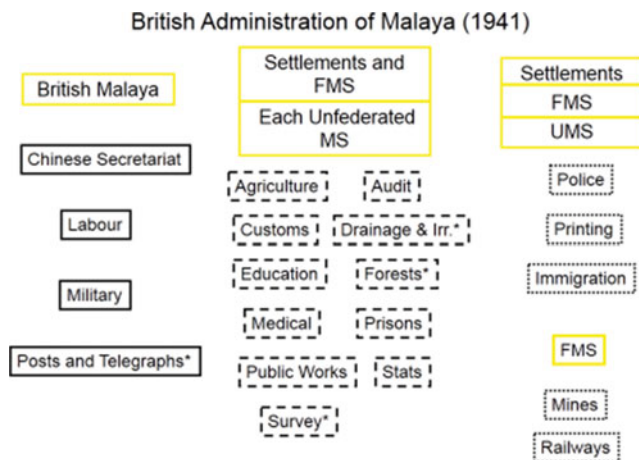 British Administration of Malaya (1941)
British Malaya
Chinese Secretariat
Labour
Military
Posts and Telegraphs*
Settlements and
FMS
Each Unfederated
MS
Agriculture
Audit
Customs
Drainage & Irr.*
Education
Forests*
Medical
Prisons
Public Works
Stats
Survey*
Settlements
FMS
UMS
Police
Printing
Immigration
FMS
Mines
Railways